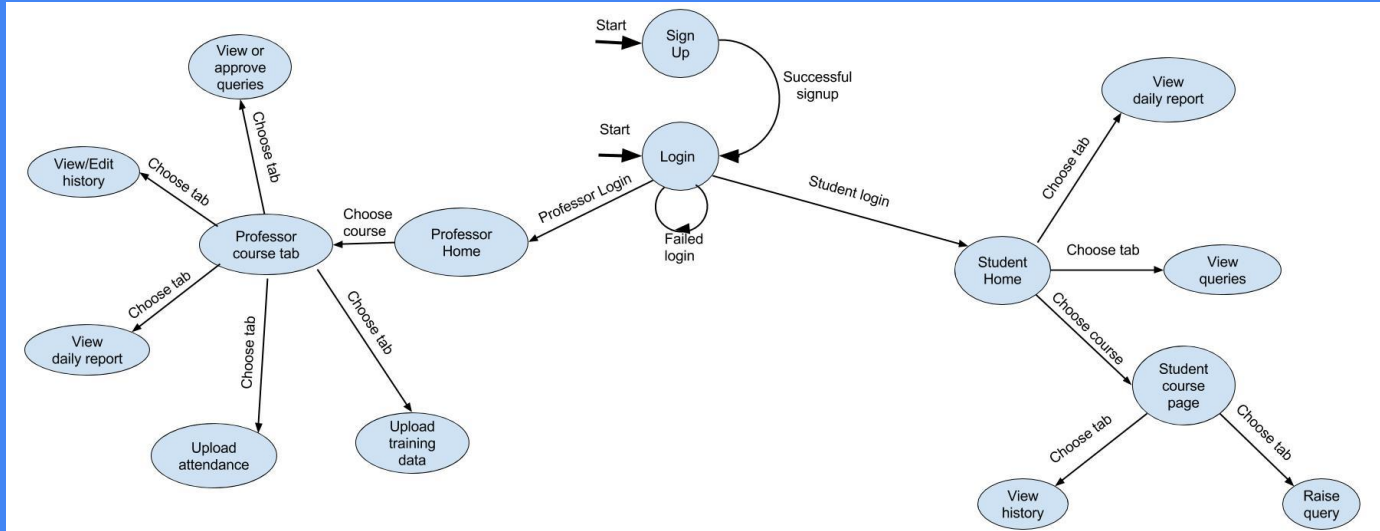 Start
Sign
Up
Successful
signup
Start
Login
Failed
login
Professor Login
Student login
Professor
Home
Choose
course
Professor
course tab
Choose tab
View or
approve
queries
Choose tab
View/Edit
history
Choose tab
View
daily report
Choose tab
Upload
attendance
Choose tab
Upload
training
data
Student
Home
Choose tab
View
daily report
Choose tab
View
queries
Choose course
Student
course
page
Choose tab
View
history
Choose tab
Raise
query